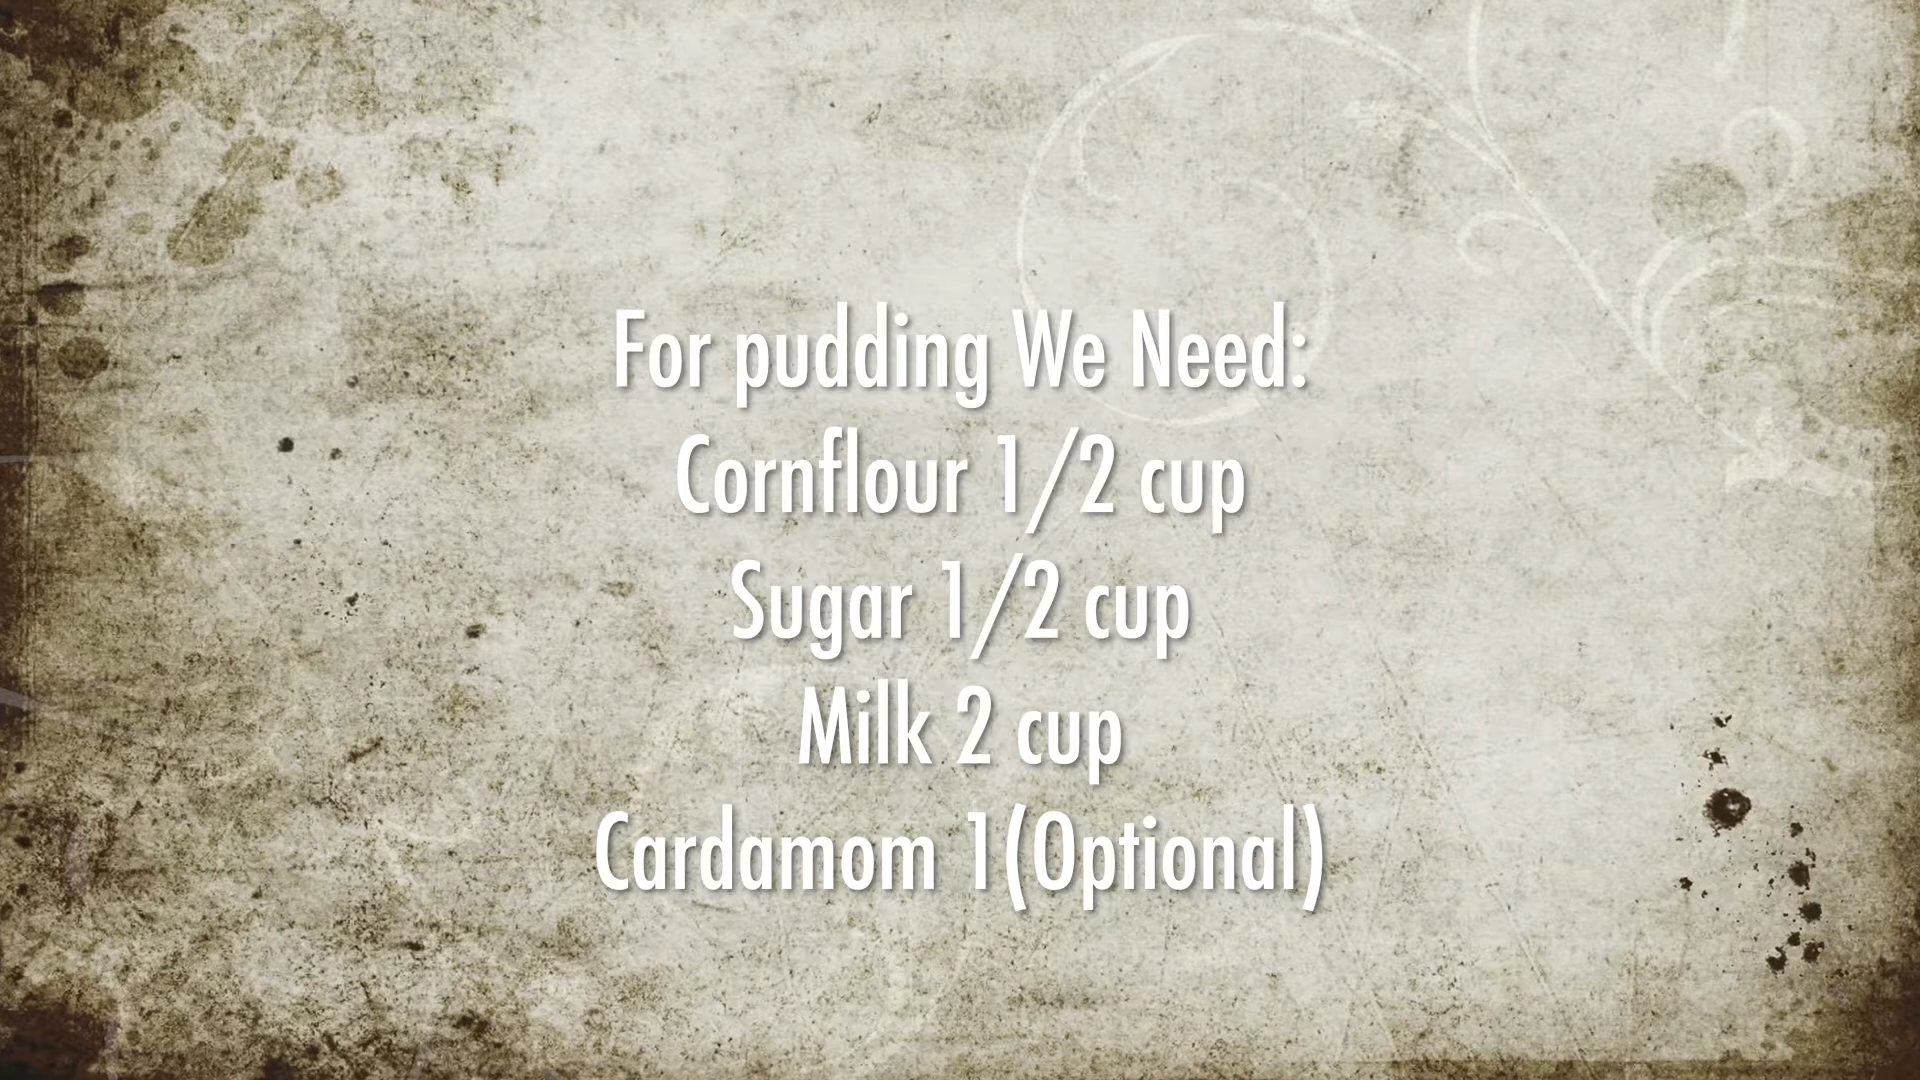 For pudding We Need:
Cornflour 1/2 cup
Sugar 1/2 cup
Milk 2 cup
Cardamom 1(Optional)